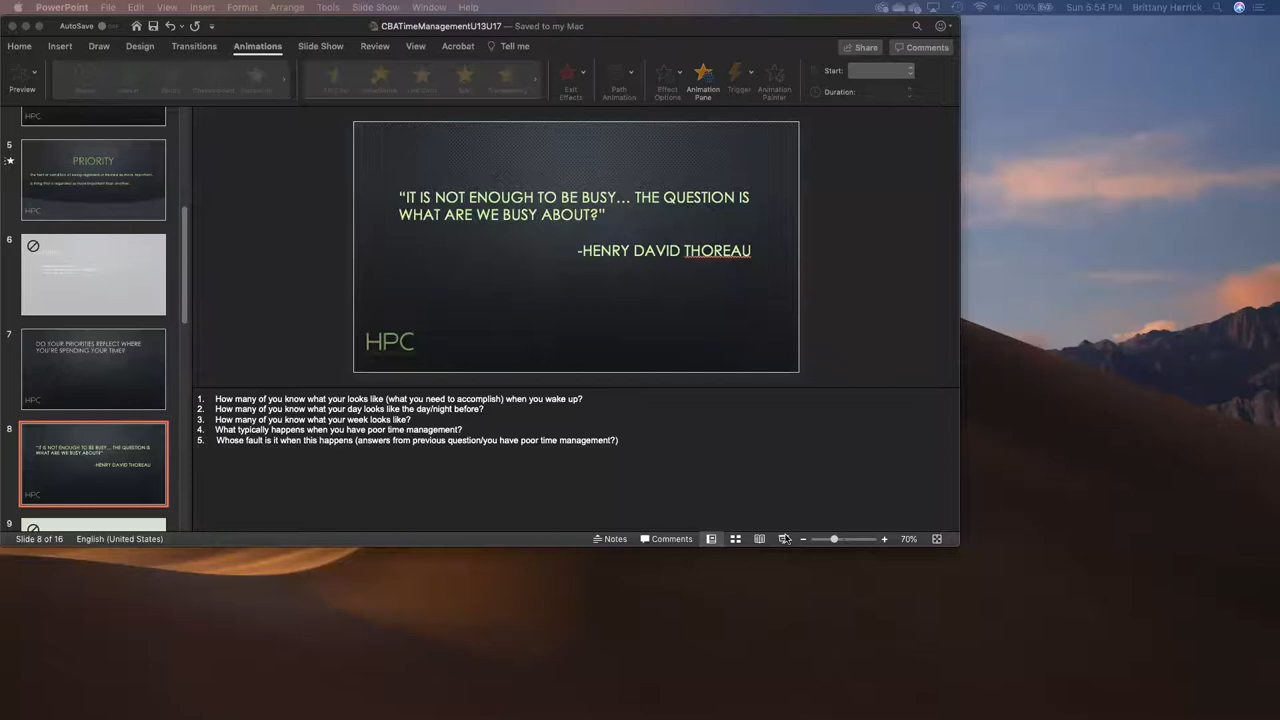 PowerPoint File Edit View Insert Format Arrange Tools Slide Show Window Help 100% Sun 5:54 PM Brittany Herrick
AutoSave CBATimeManagementU13U17 — Saved to my Mac
Home Insert Draw Design Transitions Animations Slide Show Review View Acrobat Tell me Share Comments
Start:
Duration:
Preview
Exit Effects
Path Animation
Effect Options
Animation Pane
Trigger
Animation Painter
HPC
5
PRIORITY
HPC
6
7
DO YOUR PRIORITIES REFLECT WHERE
YOU'RE SPENDING YOUR TIME?
HPC
8
"IT IS NOT ENOUGH TO BE BUSY… THE QUESTION IS
WHAT ARE WE BUSY ABOUT?"
-HENRY DAVID THOREAU
HPC
9
"IT IS NOT ENOUGH TO BE BUSY… THE QUESTION IS
WHAT ARE WE BUSY ABOUT?"
-HENRY DAVID THOREAU
HPC
1. How many of you know what your looks like (what you need to accomplish) when you wake up?
2. How many of you know what your day looks like the day/night before?
3. How many of you know what your week looks like?
4. What typically happens when you have poor time management?
5. Whose fault is it when this happens (answers from previous question/you have poor time management?)
Slide 8 of 16 English (United States) Notes Comments 70%